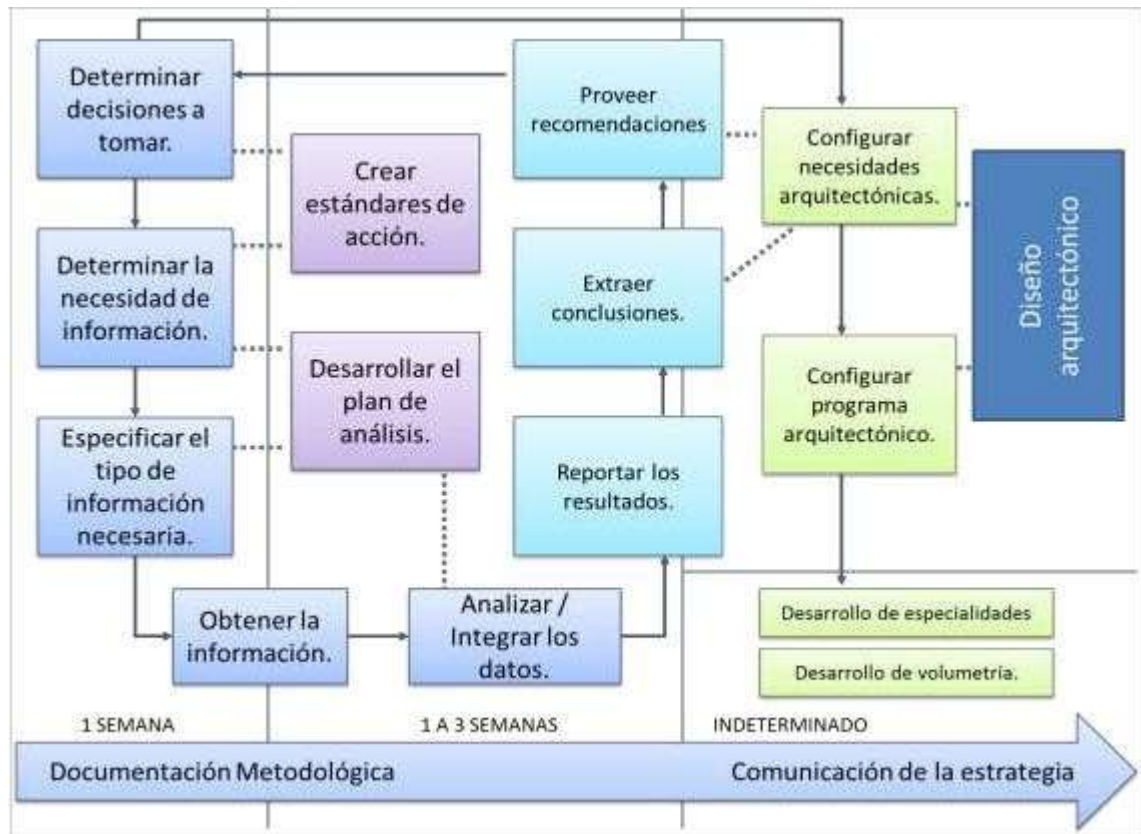 Determinar
decisiones a
tomar.
Determinar la
necesidad de
información.
Especificar el
tipo de
información
necesaria.
Obtener la
información.
Crear
estándares de
acción.
Desarrollar el
plan de
análisis.
Analizar /
Integrar los
datos.
Proveer
recomendaciones
Extraer
conclusiones.
Reportar los
resultados.
Configurar
necesidades
arquitectónicas.
Configurar
programa
arquitectónico.
Diseño
arquitectónico
Desarrollo de especialidades
Desarrollo de volumetría.
1 SEMANA
1 A 3 SEMANAS
INDETERMINADO
Documentación Metodológica
Comunicación de la estrategia